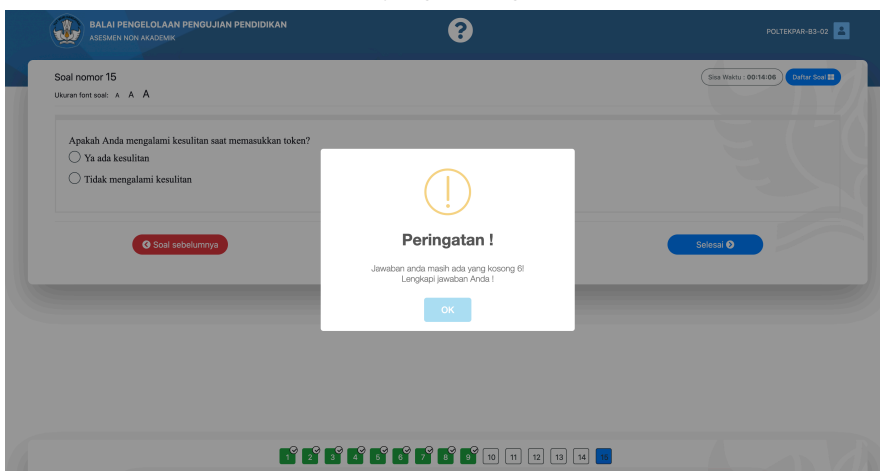 BALAI PENGELOLAAN PENGUJIAN PENDIDIKAN
ASESMEN NON AKADEMIK
?
POLTEKPAR-B3-02
Soal nomor 15
Sisa Waktu : 00:14:06
Daftar Soal
Ukuran font soal: A A A
Apakah Anda mengalami kesulitan saat memasukkan token?
Ya ada kesulitan
Tidak mengalami kesulitan
Peringatan !
Jawaban anda masih ada yang kosong 6!
Lengkapi jawaban Anda !
OK
Soal sebelumnya
Selesai
1 2 3 4 5 6 7 8 9 10 11 12 13 14 15